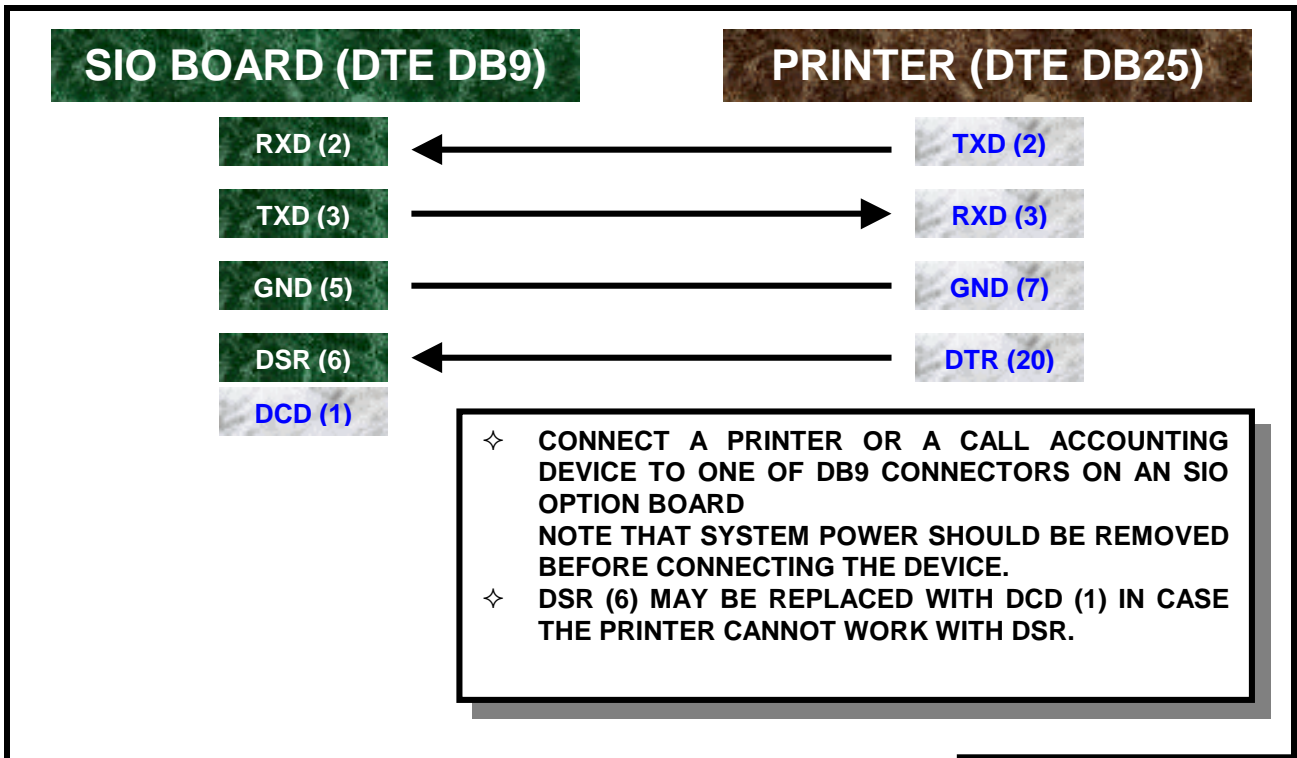 SIO BOARD (DTE DB9) PRINTER (DTE DB25)
RXD (2) TXD (2)
TXD (3) RXD (3)
GND (5) GND (7)
DSR (6) DTR (20)
DCD (1)
✧ CONNECT A PRINTER OR A CALL ACCOUNTING
DEVICE TO ONE OF DB9 CONNECTORS ON AN SIO
OPTION BOARD
NOTE THAT SYSTEM POWER SHOULD BE REMOVED
BEFORE CONNECTING THE DEVICE.
✧ DSR (6) MAY BE REPLACED WITH DCD (1) IN CASE
THE PRINTER CANNOT WORK WITH DSR.